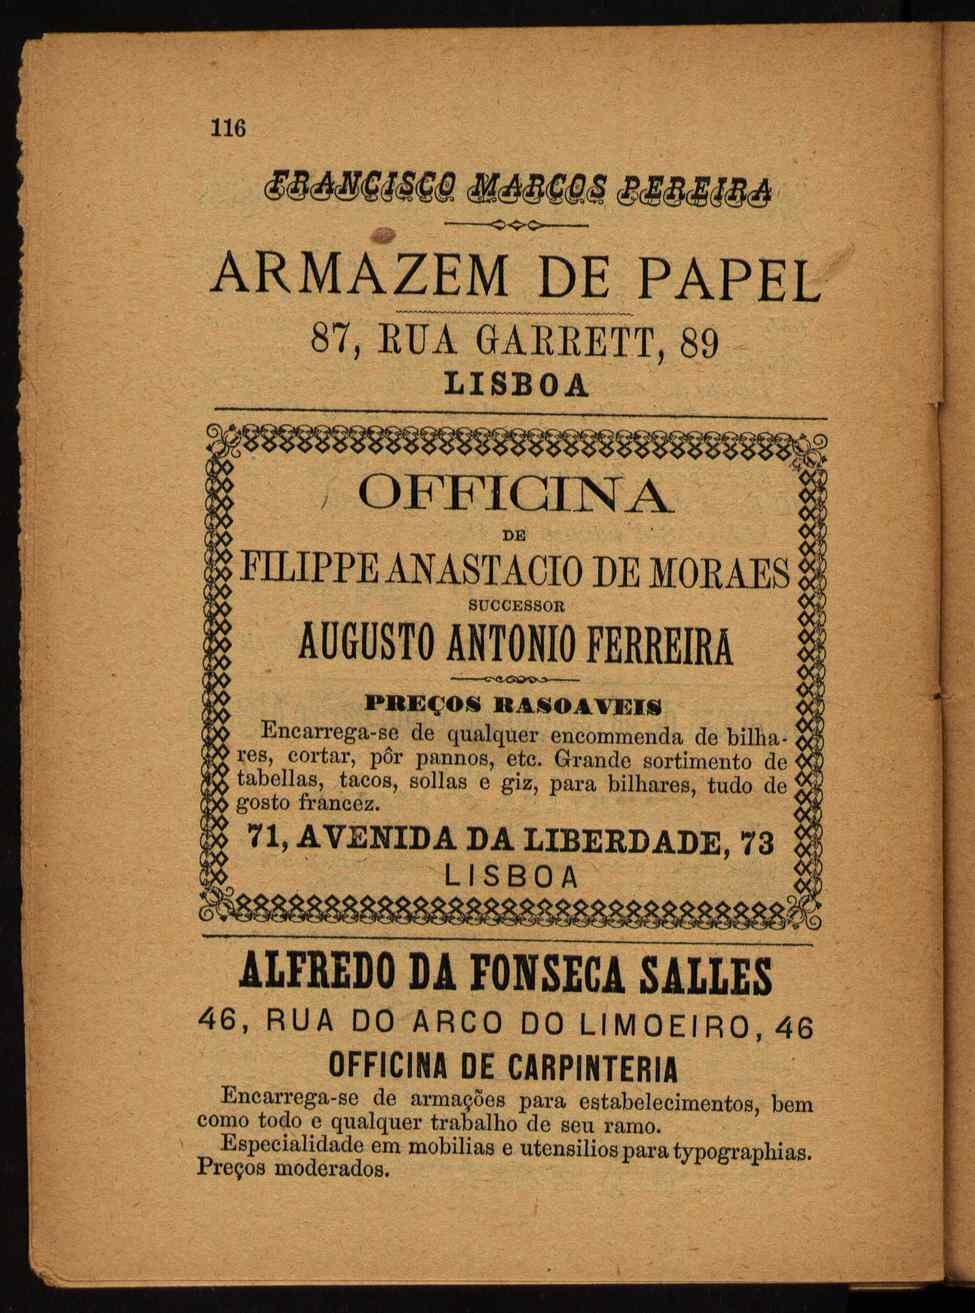 116
FRANCISCO MARCOS PEREIRA
ARMAZEM DE PAPEL
87, RUA GARRETT, 89
LISBOA
OFFICINA
DE
FILIPPE ANASTACIO DE MORAES
SUCCESSOR
AUGUSTO ANTONIO FERREIRA
PREÇOS RASOAVEIS
Encarrega-se de qualquer encommenda de bilha-
res, cortar, pôr pannos, etc. Grande sortimento de
tabellas, tacos, sollas e giz, para bilhares, tudo de
gosto francez.
71, AVENIDA DA LIBERDADE, 73
LISBOA
ALFREDO DA FONSECA SALLES
46, RUA DO ARCO DO LIMOEIRO, 46
OFFICINA DE CARPINTERIA
Encarrega-se de armações para estabelecimentos, bem
como todo e qualquer trabalho de seu ramo.
Especialidade em mobilias e utensilios para typographias.
Preços moderados.